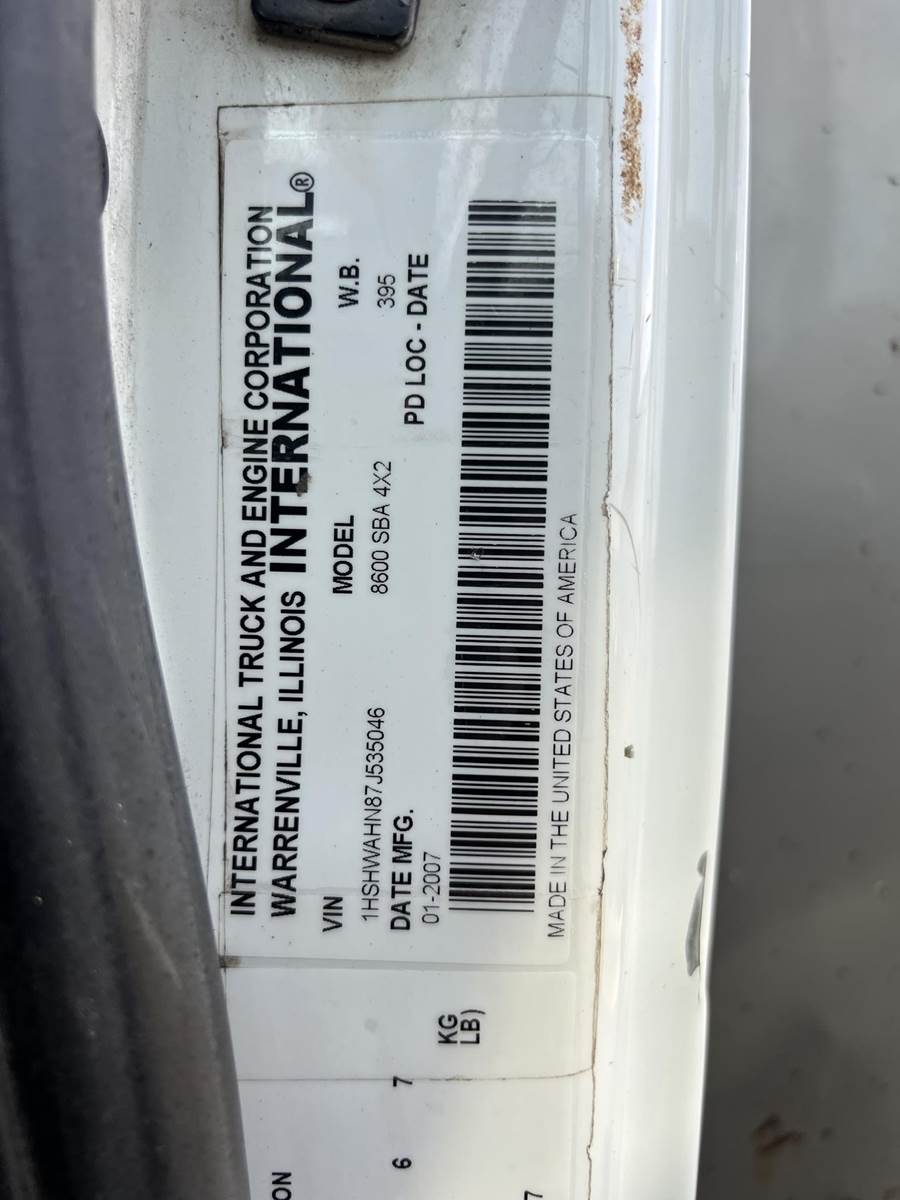 INTERNATIONAL TRUCK AND ENGINE CORPORATION
WARRENVILLE, ILLINOIS INTERNATIONAL®
VIN MODEL W.B.
1HSHWAHN87J535046 8600 SBA 4X2 395
DATE MFG. PD LOC - DATE
01-2007
MADE IN THE UNITED STATES OF AMERICA
KG
LB)
6 7
ON
7